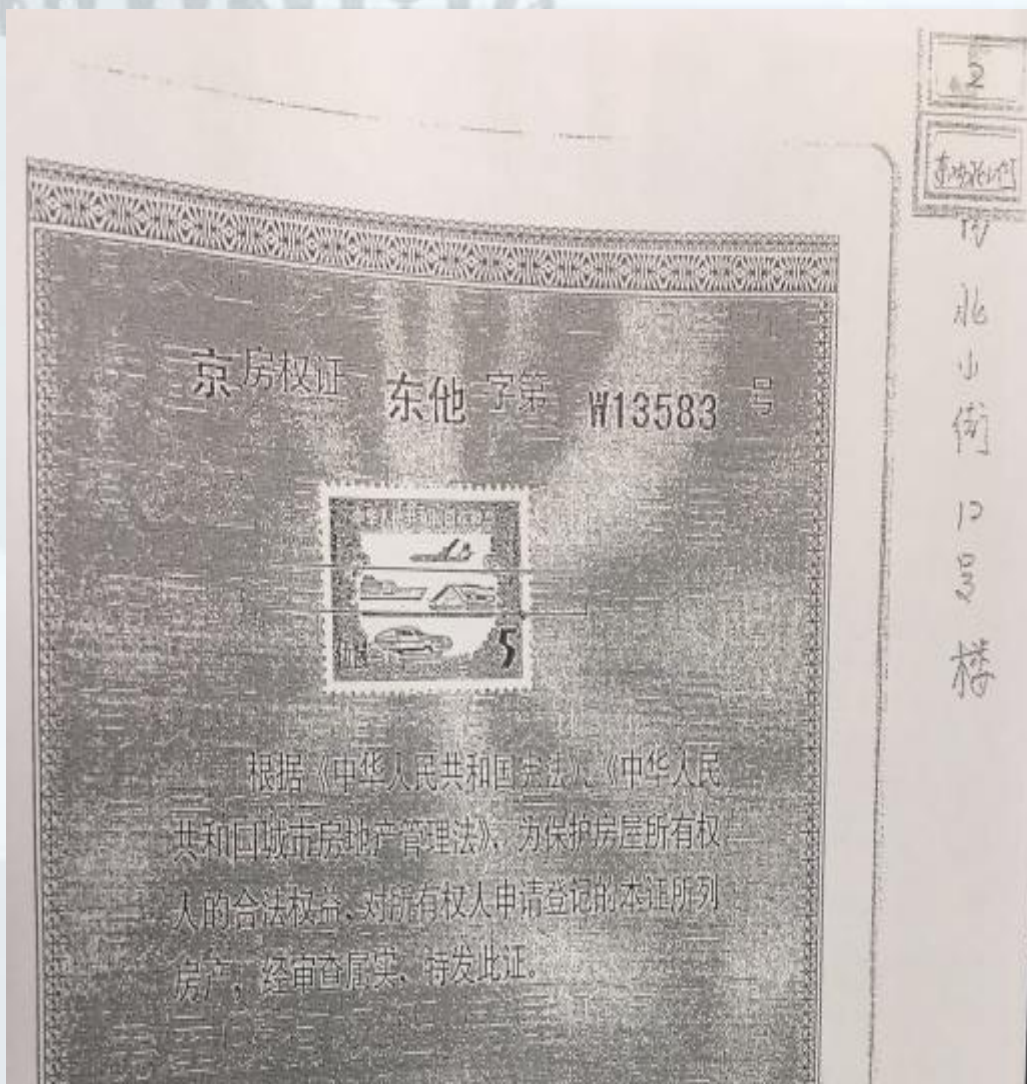 京房权证 东他 字第 W13583 号
5
根据《中华人民共和国宪法》、《中华人民
共和国城市房地产管理法》,为保护房屋所有权
人的合法权益,对所有权人申请登记的本证所列
房产,经审查属实,特发此证。
2
北小街
号
楼